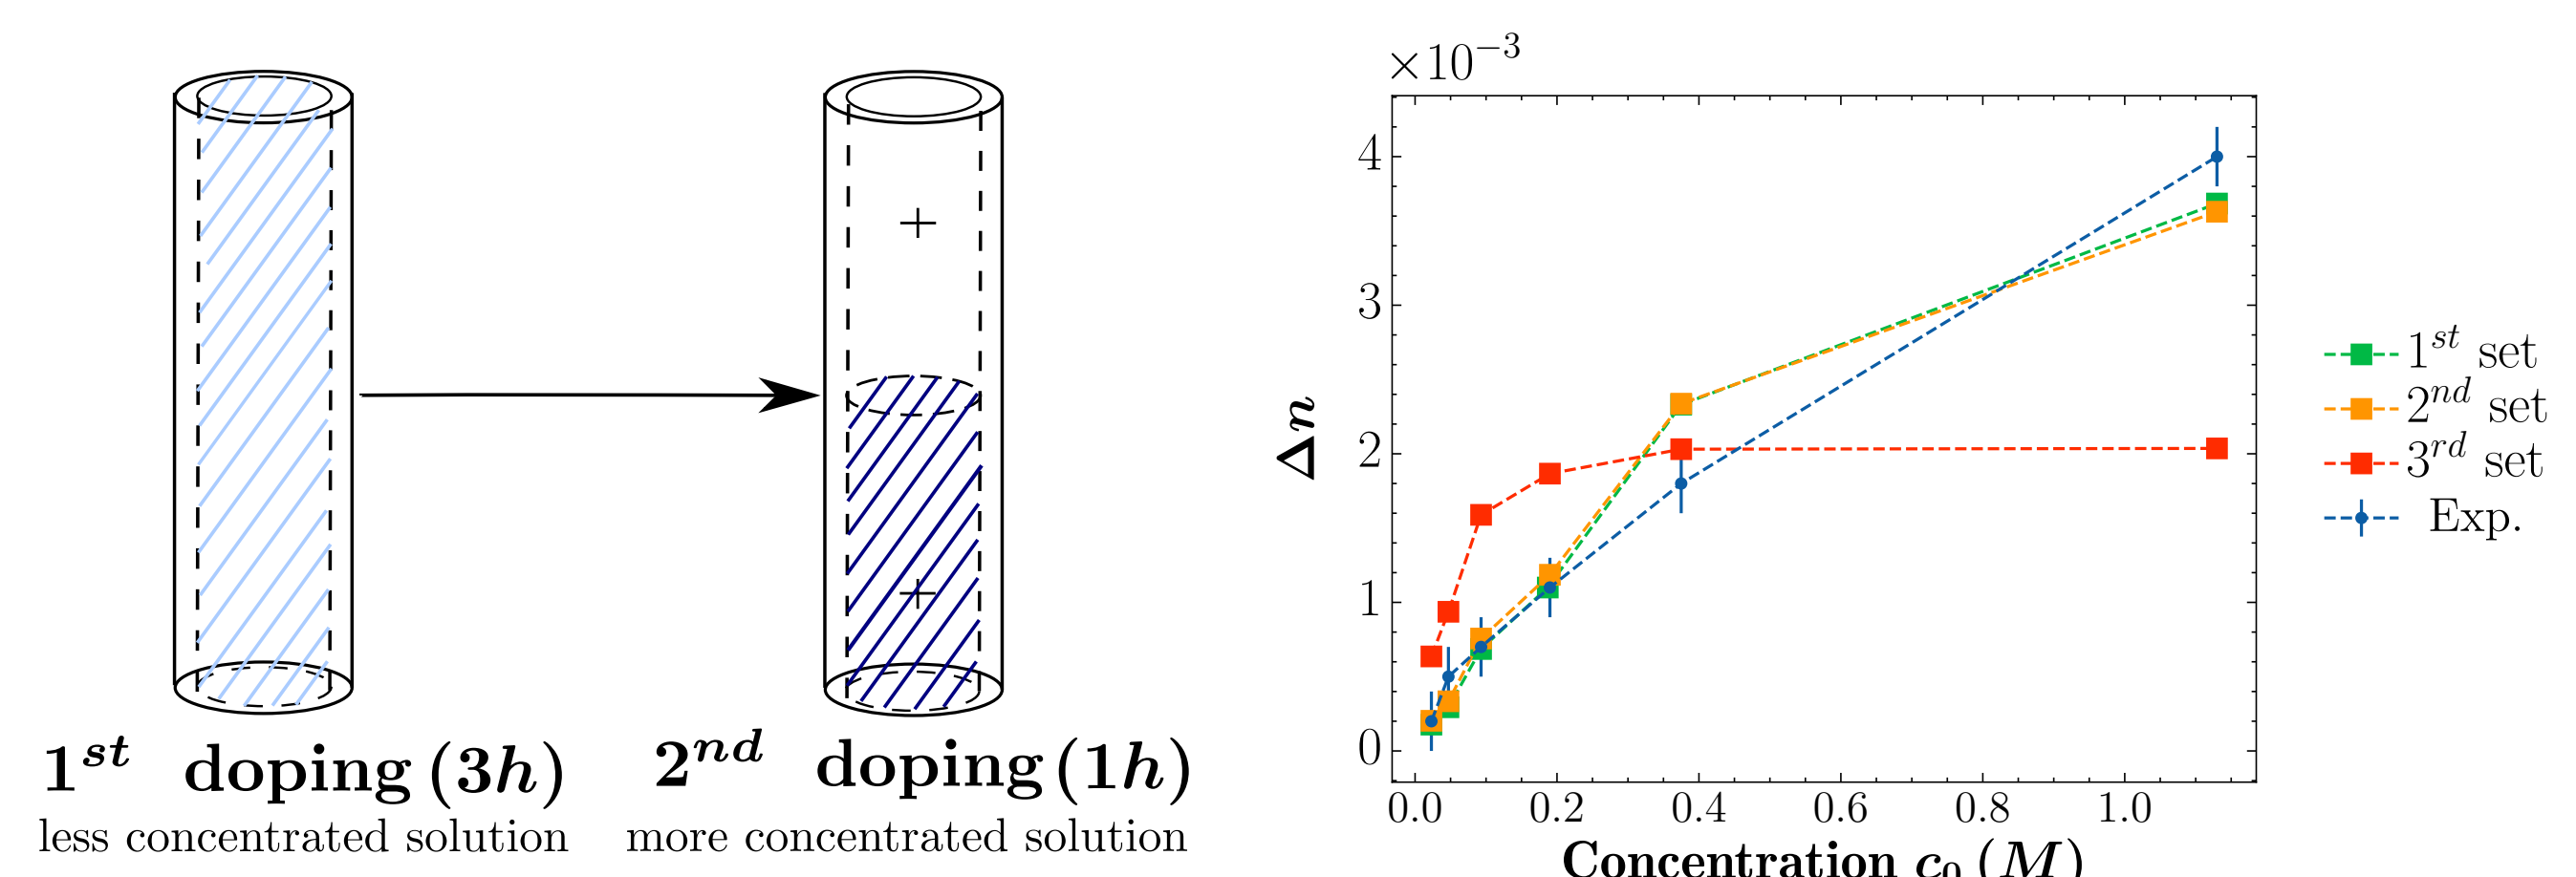 1st doping (3h)
less concentrated solution
2nd doping (1h)
more concentrated solution
×10−3
Δn
4
3
2
1
0
0.0 0.2 0.4 0.6 0.8 1.0
Concentration c0 (M)
1st set
2nd set
3rd set
Exp.